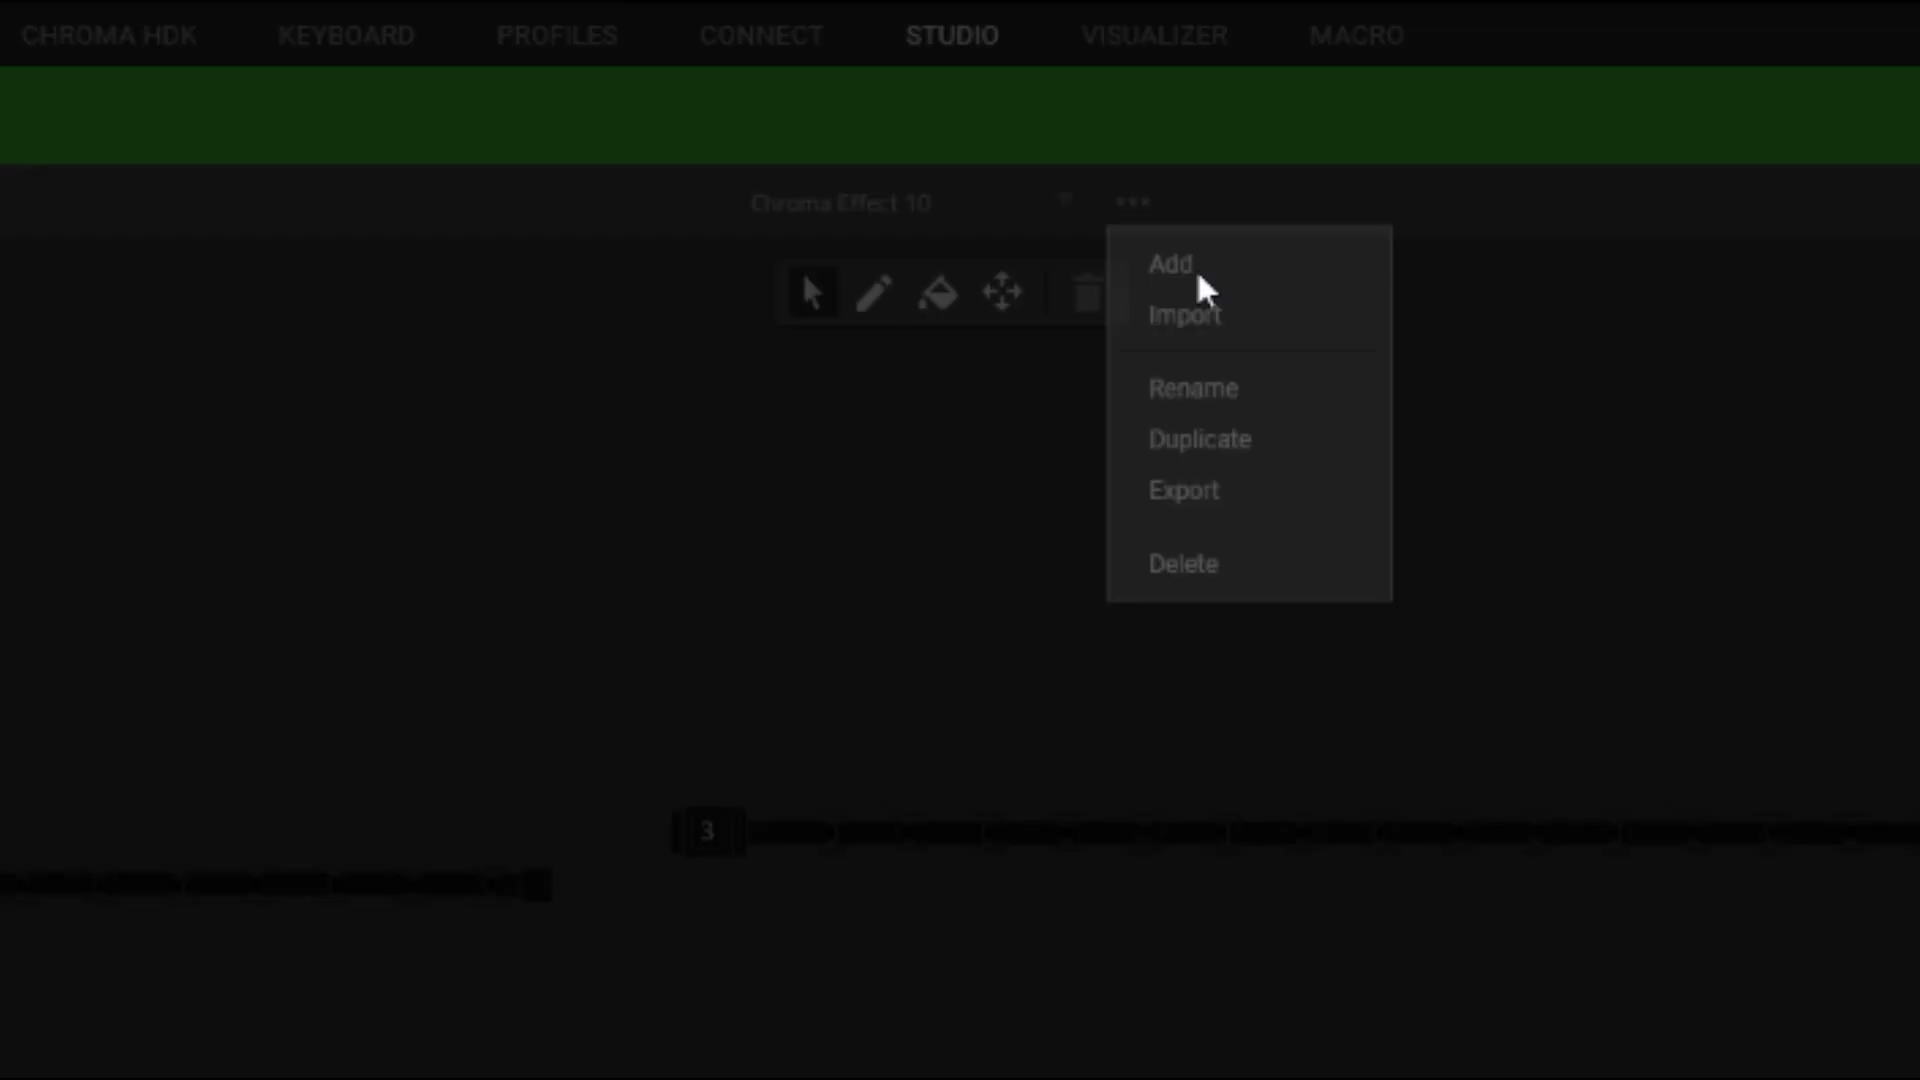 CHROMA HDK KEYBOARD PROFILES CONNECT STUDIO VISUALIZER MACRO
Chroma Effect 10
Add
Import
Rename
Duplicate
Export
Delete
3